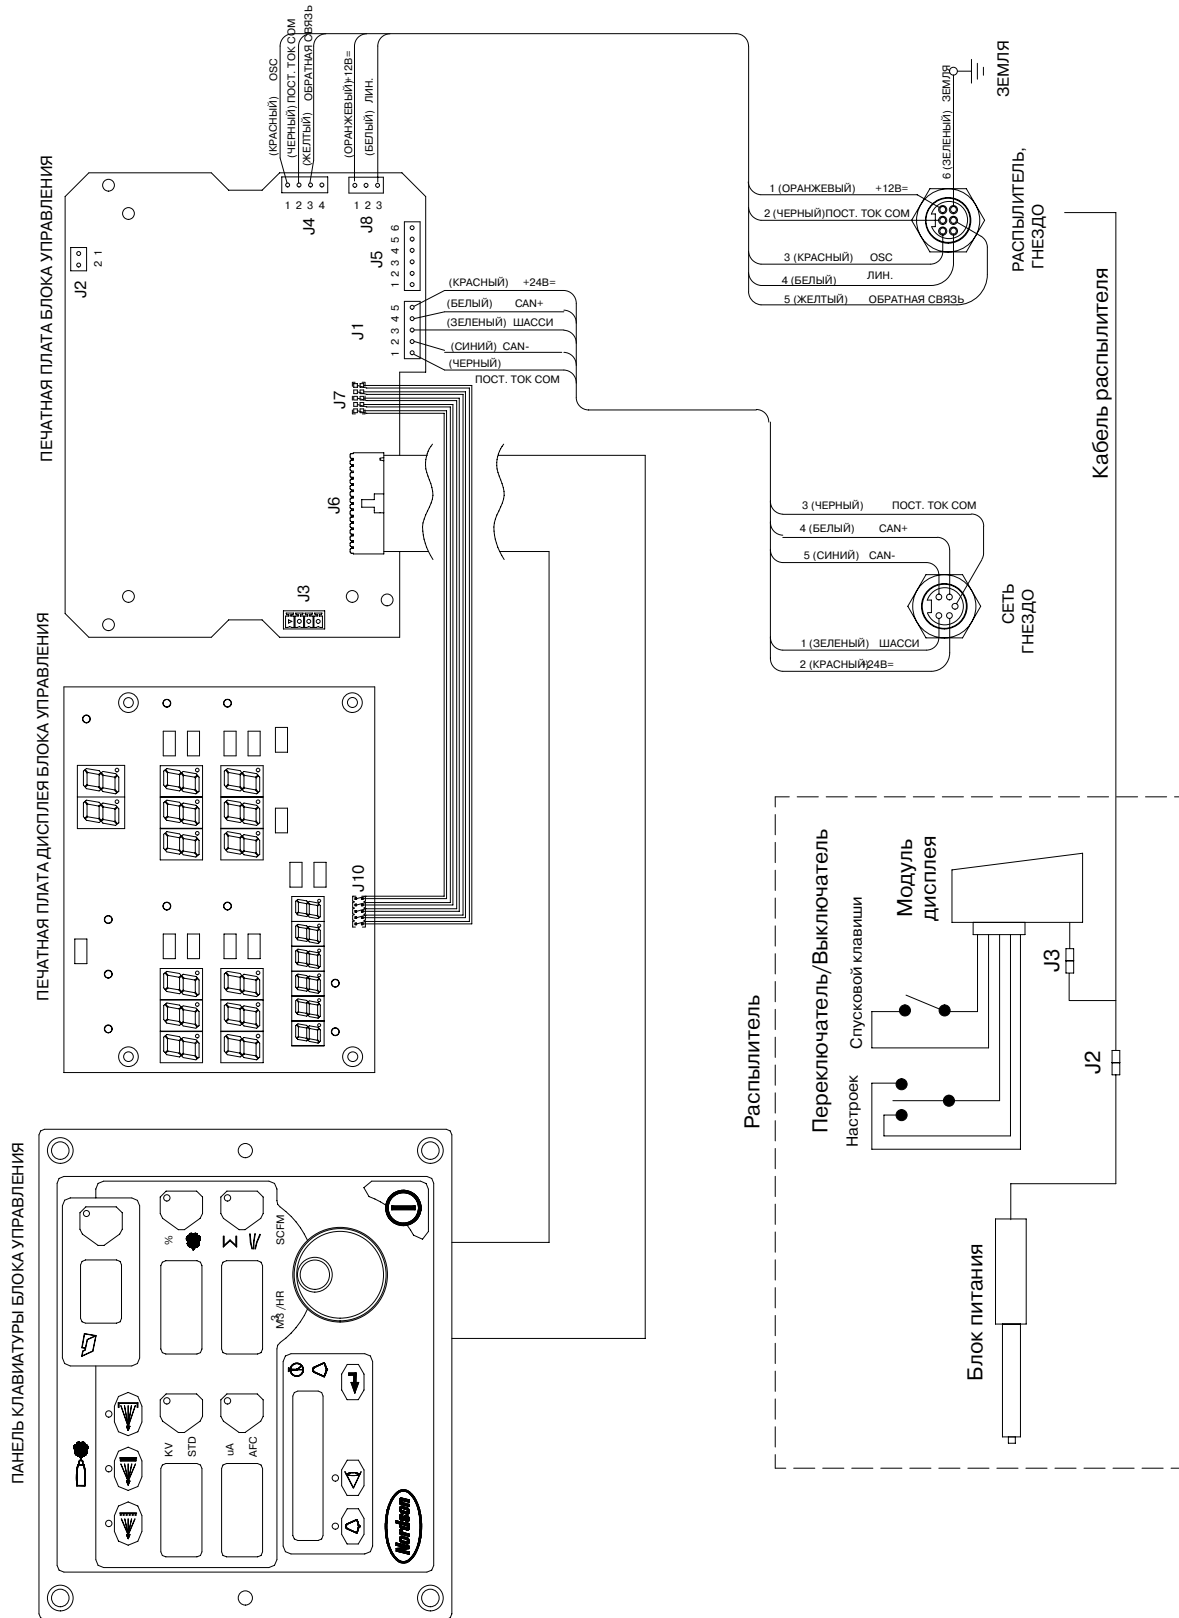 ПЕЧАТНАЯ ПЛАТА БЛОКА УПРАВЛЕНИЯ
J2
2 1
(КРАСНЫЙ) OSC
(ЧЕРНЫЙ) ПОСТ. ТОК COM
(ЖЕЛТЫЙ) ОБРАТНАЯ СВЯЗЬ
(ОРАНЖЕВЫЙ)+12В=
(БЕЛЫЙ) ЛИН.
1 2 3 4
J4
1 2 3
J8
1 2 3 4 5 6
J5
1 2 3 4 5
J1
(КРАСНЫЙ) +24В=
(БЕЛЫЙ) CAN+
(ЗЕЛЕНЫЙ) ШАССИ
(СИНИЙ) CAN-
(ЧЕРНЫЙ)
ПОСТ. ТОК COM
J7
J6
J3
6 (ЗЕЛЕНЫЙ) ЗЕМЛЯ
ЗЕМЛЯ
1 (ОРАНЖЕВЫЙ) +12В=
2 (ЧЕРНЫЙ)ПОСТ. ТОК COM
3 (КРАСНЫЙ) OSC
4 (БЕЛЫЙ) ЛИН.
5 (ЖЕЛТЫЙ) ОБРАТНАЯ СВЯЗЬ
РАСПЫЛИТЕЛЬ,
ГНЕЗДО
Кабель распылителя
3 (ЧЕРНЫЙ) ПОСТ. ТОК COM
4 (БЕЛЫЙ) CAN+
5 (СИНИЙ) CAN-
1 (ЗЕЛЕНЫЙ) ШАССИ
2 (КРАСНЫЙ)+24В=
СЕТЬ
ГНЕЗДО
ПЕЧАТНАЯ ПЛАТА ДИСПЛЕЯ БЛОКА УПРАВЛЕНИЯ
J10
ПАНЕЛЬ КЛАВИАТУРЫ БЛОКА УПРАВЛЕНИЯ
%
KV
STD
uA
AFC
M3 /HR
3
SCFM
Nordson
Распылитель
Переключатель/Выключатель
Настроек
Спусковой клавиши
Модуль
дисплея
J3
J2
Блок питания